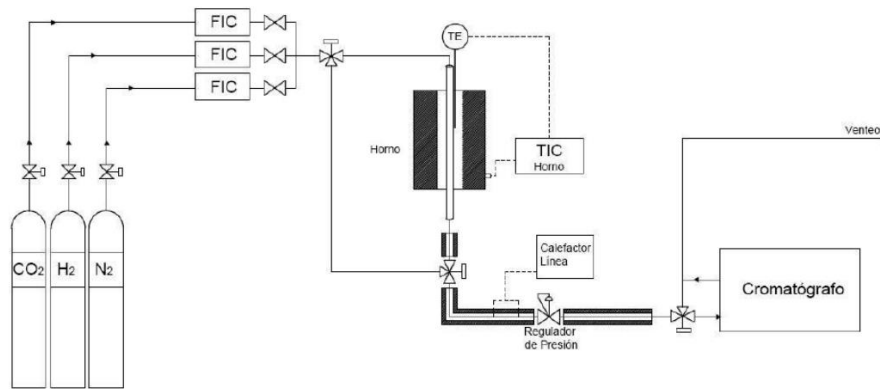 FIC
FIC
FIC
TE
Horno
TIC
Horno
Venteo
CO2
H2
N2
Calefactor
Línea
Cromatógrafo
Regulador
de Presión